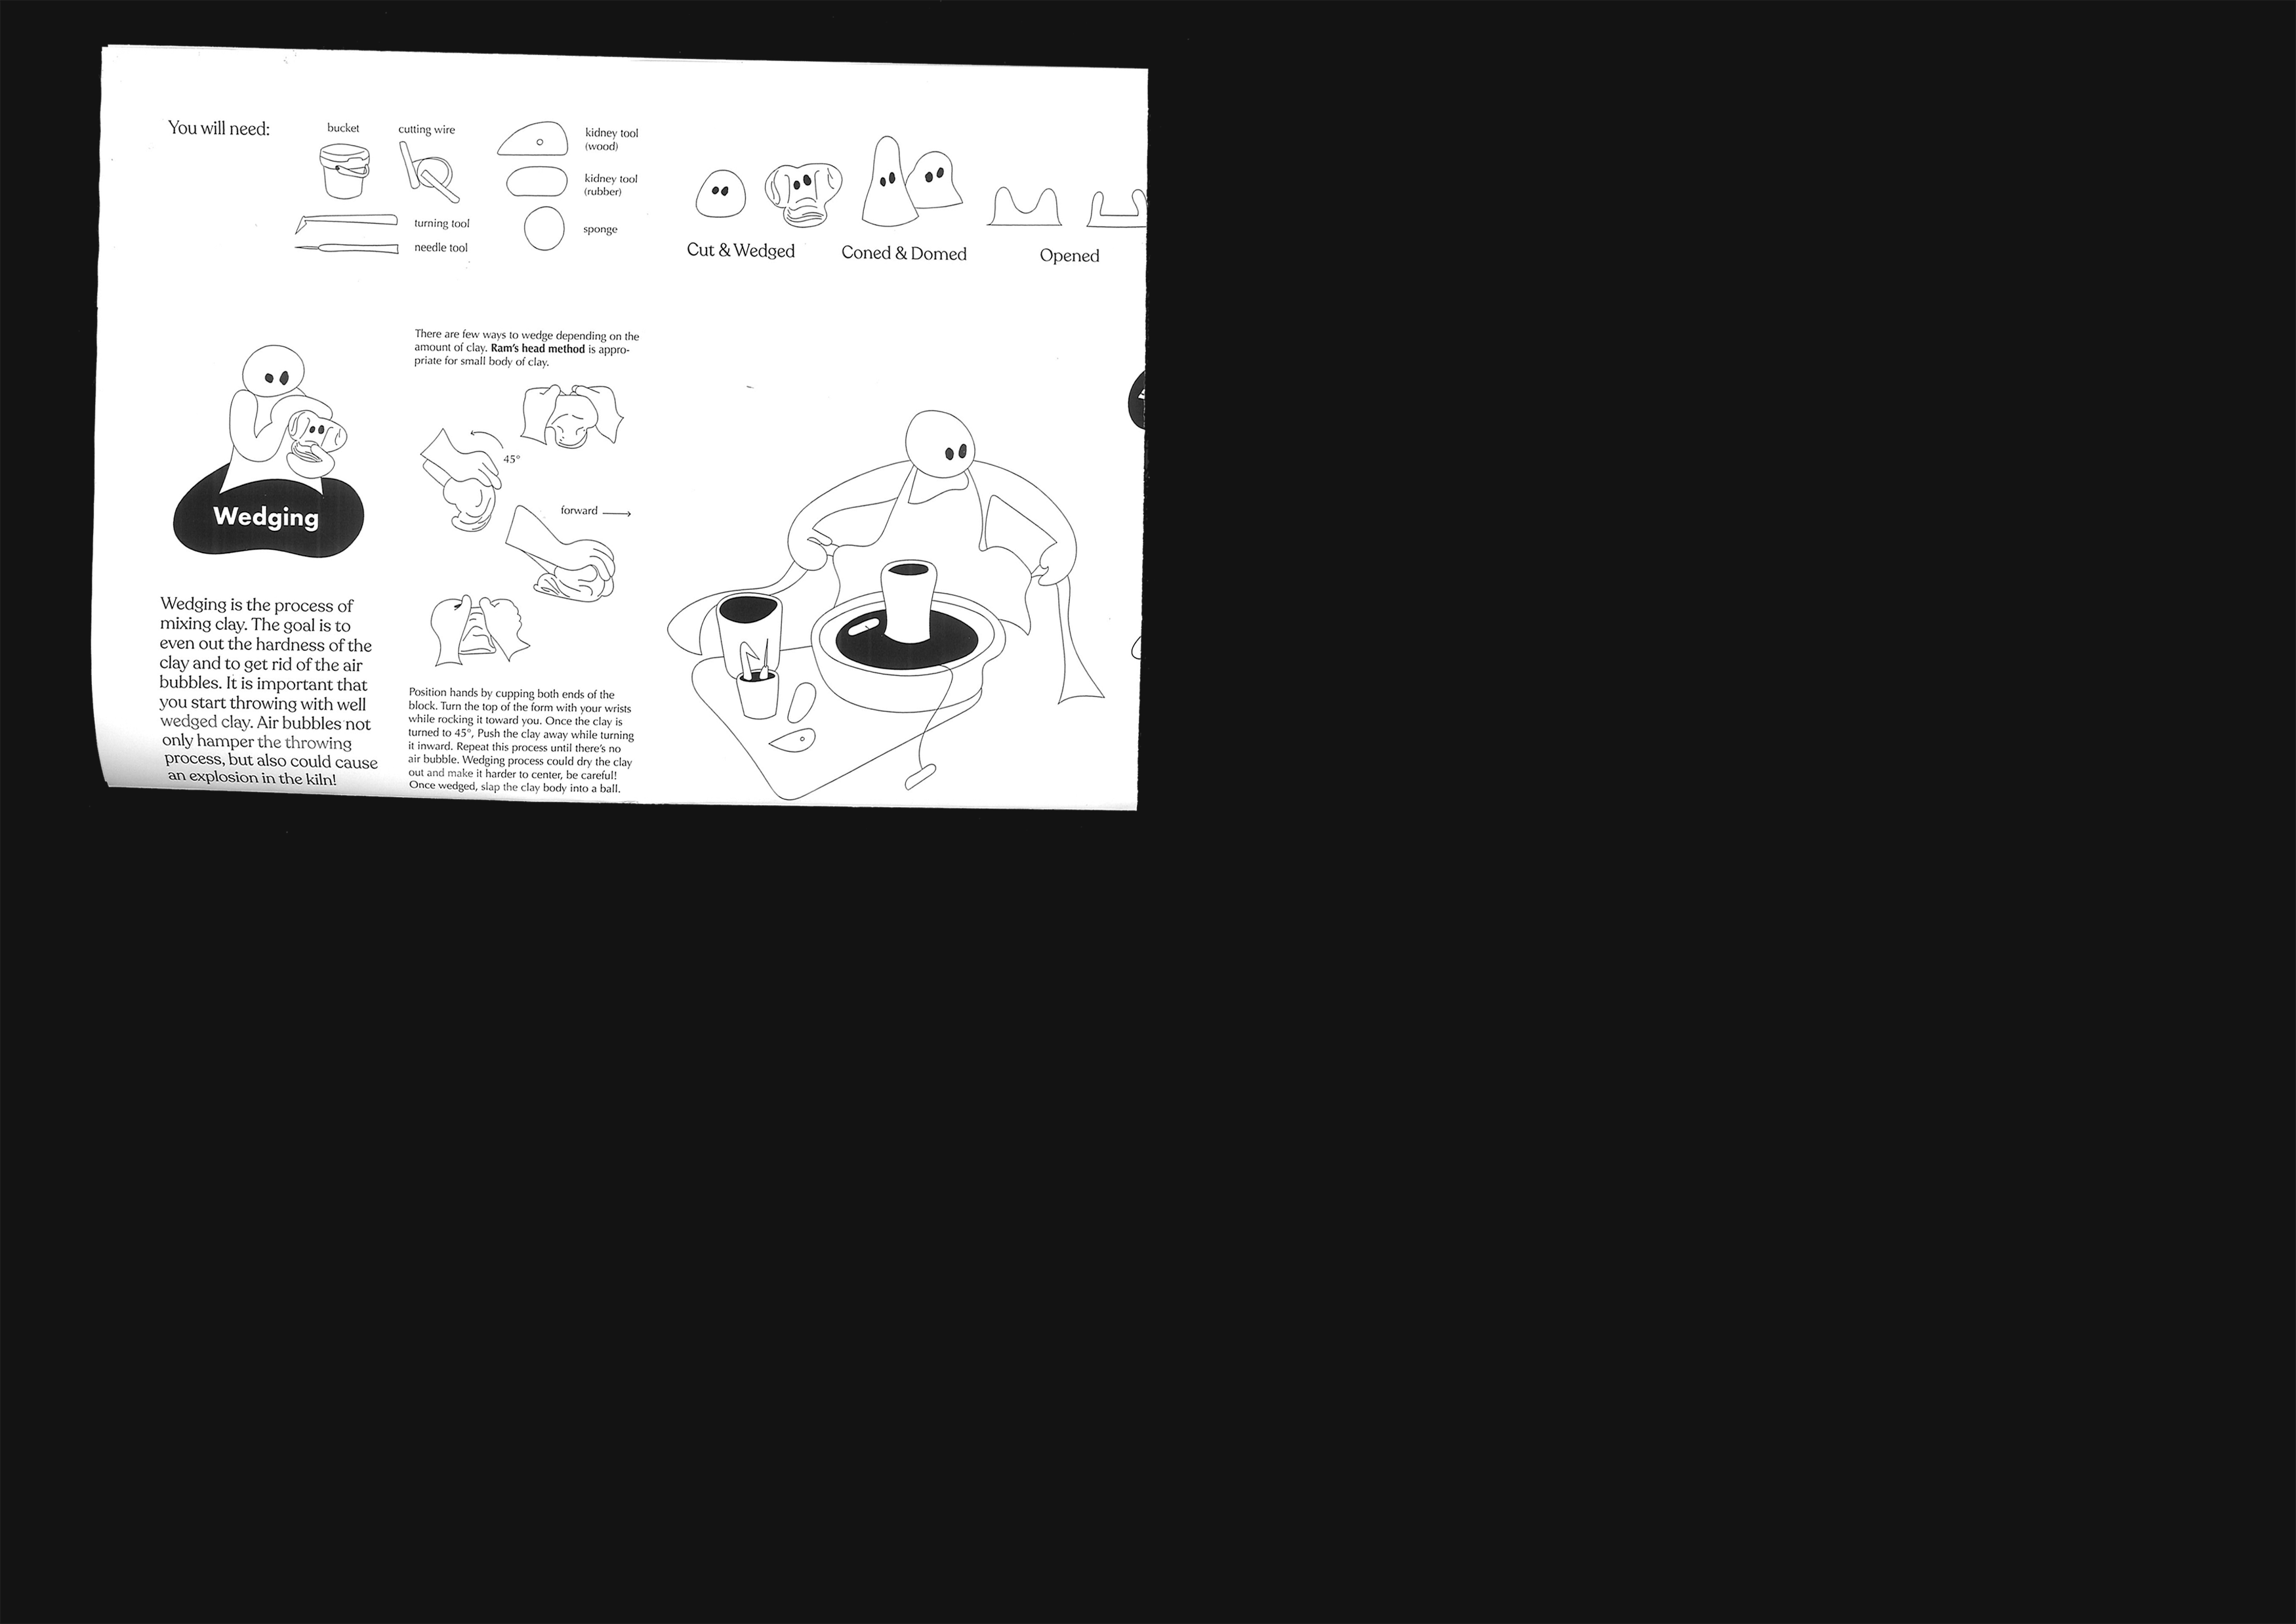 You will need:
bucket
cutting wire
turning tool
needle tool
kidney tool
(wood)
kidney tool
(rubber)
sponge
Cut & Wedged
Coned & Domed
Opened
Wedging
Wedging is the process of
mixing clay. The goal is to
even out the hardness of the
clay and to get rid of the air
bubbles. It is important that
you start throwing with well
wedged clay. Air bubbles not
only hamper the throwing
process, but also could cause
an explosion in the kiln!
There are few ways to wedge depending on the
amount of clay. Ram's head method is appro-
priate for small body of clay.
45°
forward
Position hands by cupping both ends of the
block. Turn the top of the form with your wrists
while rocking it toward you. Once the clay is
turned to 45°, Push the clay away while turning
it inward. Repeat this process until there's no
air bubble. Wedging process could dry the clay
out and make it harder to center, be careful!
Once wedged, slap the clay body into a ball.